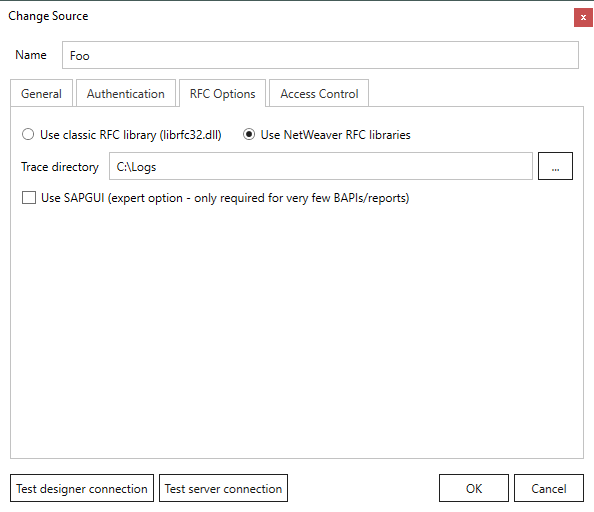 Change Source
x
Name Foo
General Authentication RFC Options Access Control
Use classic RFC library (librfc32.dll) Use NetWeaver RFC libraries
Trace directory C:\Logs ...
Use SAPGUI (expert option - only required for very few BAPIs/reports)
Test designer connection Test server connection OK Cancel